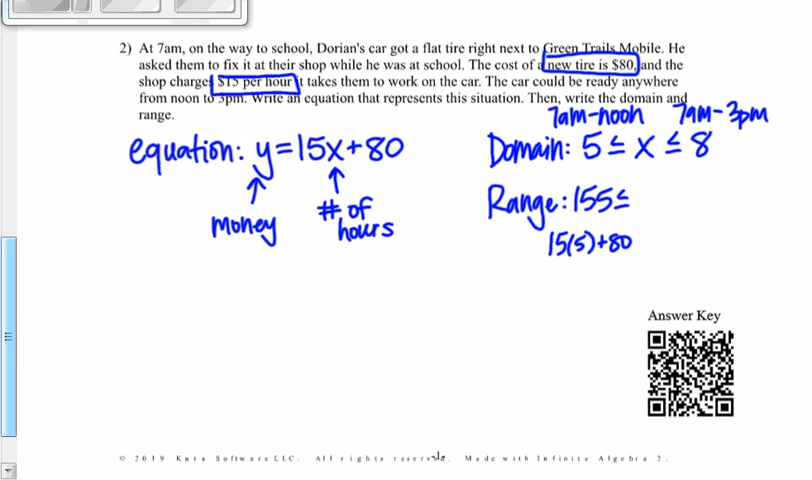 2) At 7am, on the way to school, Dorian's car got a flat tire right next to Green Trails Mobile. He
asked them to fix it at their shop while he was at school. The cost of a new tire is $80, and the
shop charges $15 per hour it takes them to work on the car. The car could be ready anywhere
from noon to 3pm. Write an equation that represents this situation. Then, write the domain and
range.
7am-noon 7am-3pm
equation: y=15x+80
Domain: 5 ≤ x ≤ 8
money
# of
hours
Range: 155 ≤
15(5)+80
Answer Key
© 2019 Kuta Software LLC. All rights reserved. Made with Infinite Algebra 2.